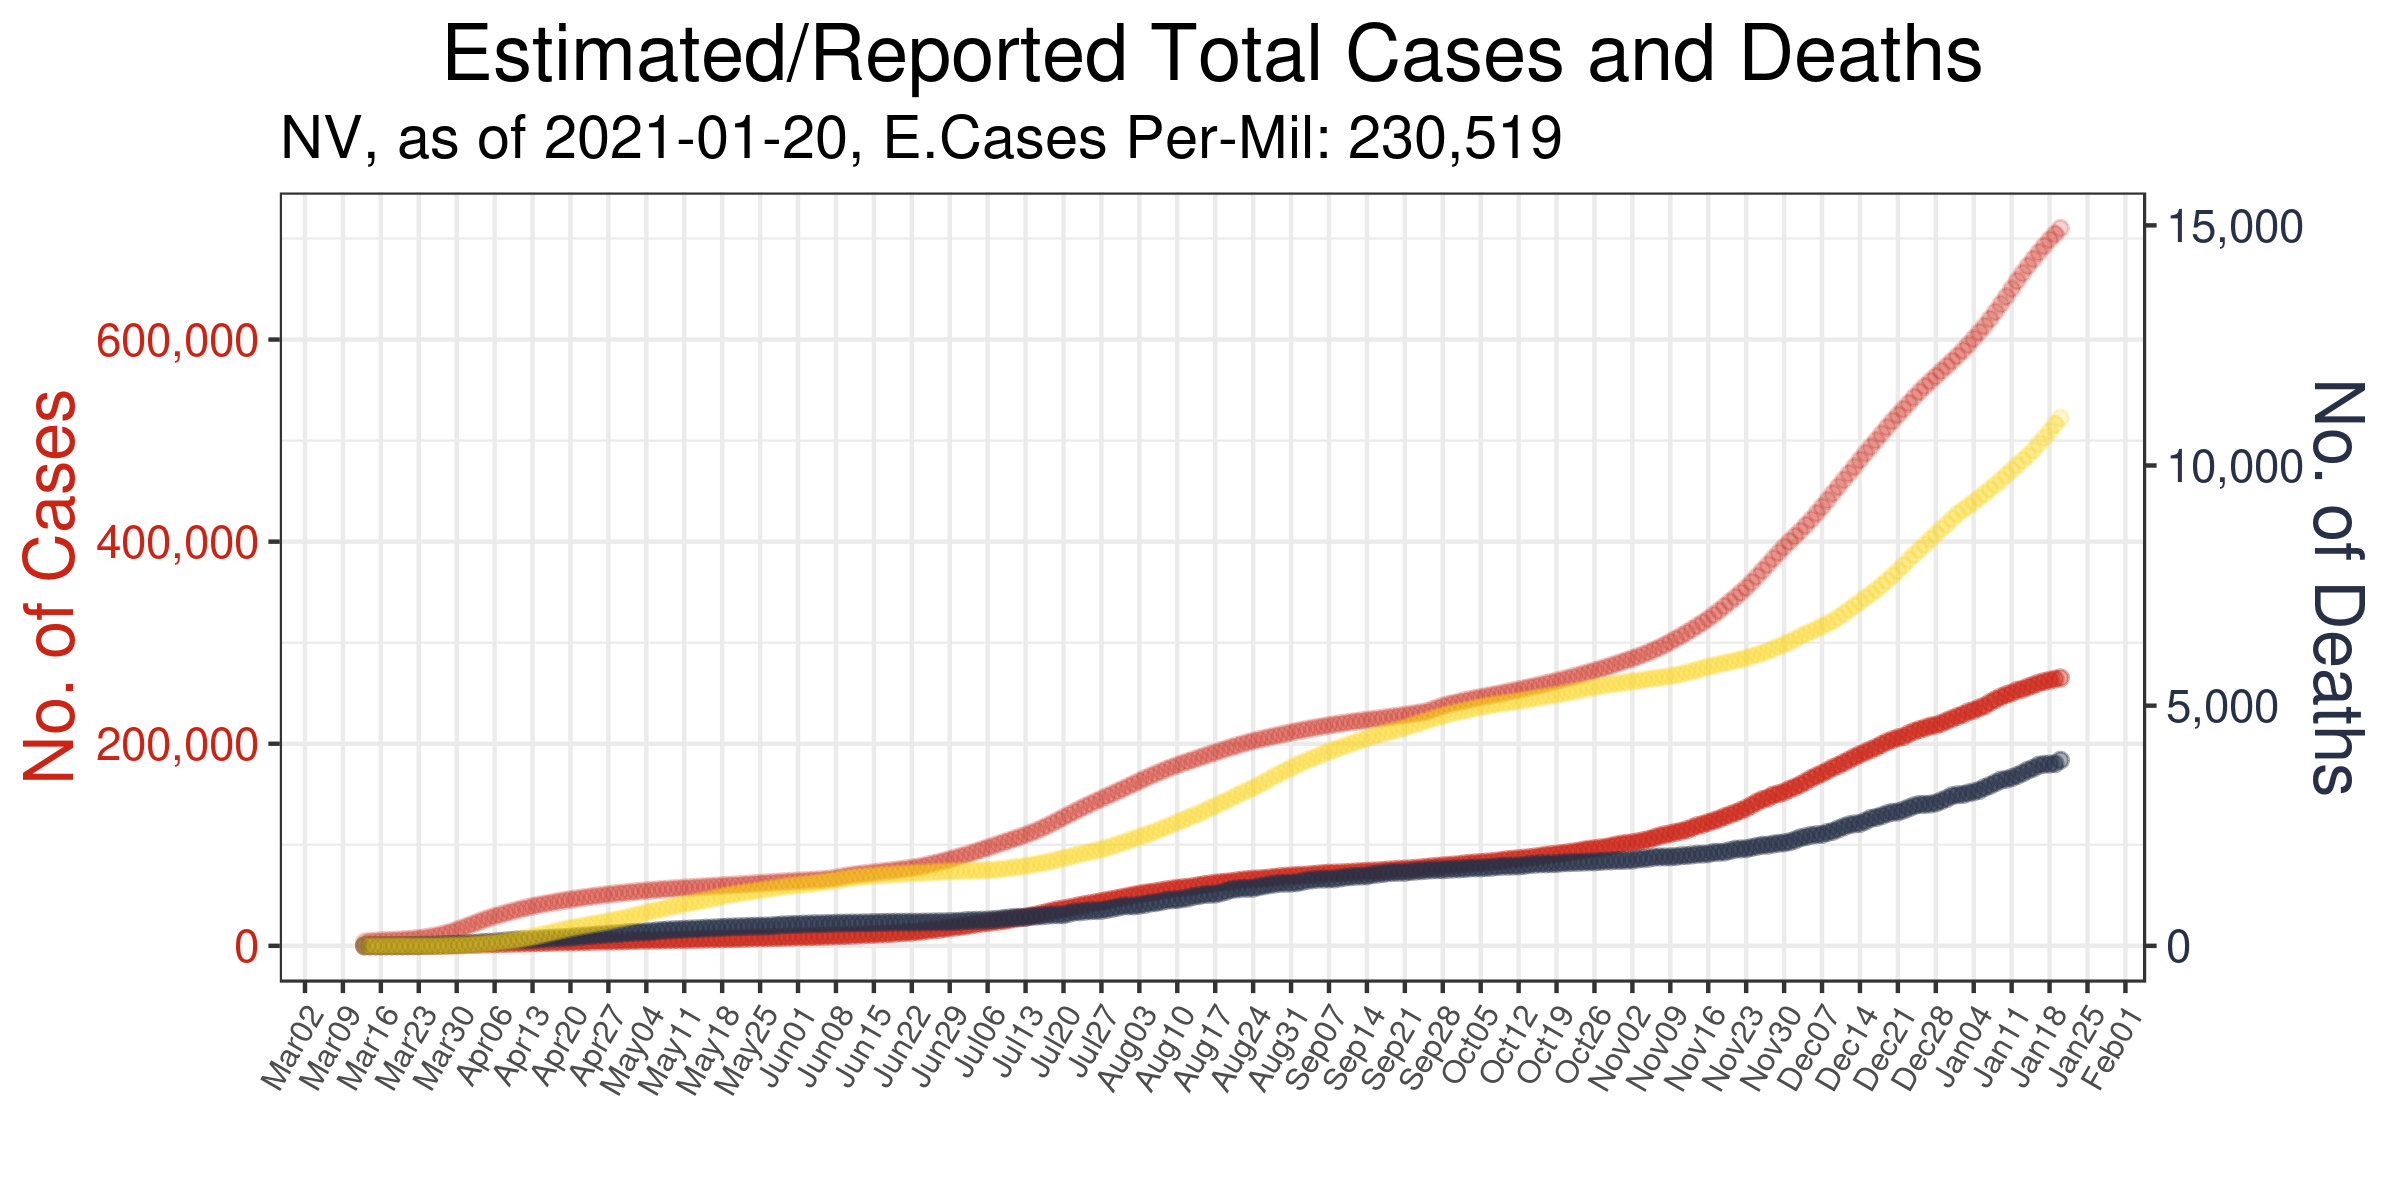 Estimated/Reported Total Cases and Deaths
NV, as of 2021-01-20, E.Cases Per-Mil: 230,519
No. of Cases
600,000
400,000
200,000
0
15,000
10,000
5,000
0
No. of Deaths
Mar02
Mar09
Mar16
Mar23
Mar30
Apr06
Apr13
Apr20
Apr27
May04
May11
May18
May25
Jun01
Jun08
Jun15
Jun22
Jun29
Jul06
Jul13
Jul20
Jul27
Aug03
Aug10
Aug17
Aug24
Aug31
Sep07
Sep14
Sep21
Sep28
Oct05
Oct12
Oct19
Oct26
Nov02
Nov09
Nov16
Nov23
Nov30
Dec07
Dec14
Dec21
Dec28
Jan04
Jan11
Jan18
Jan25
Feb01